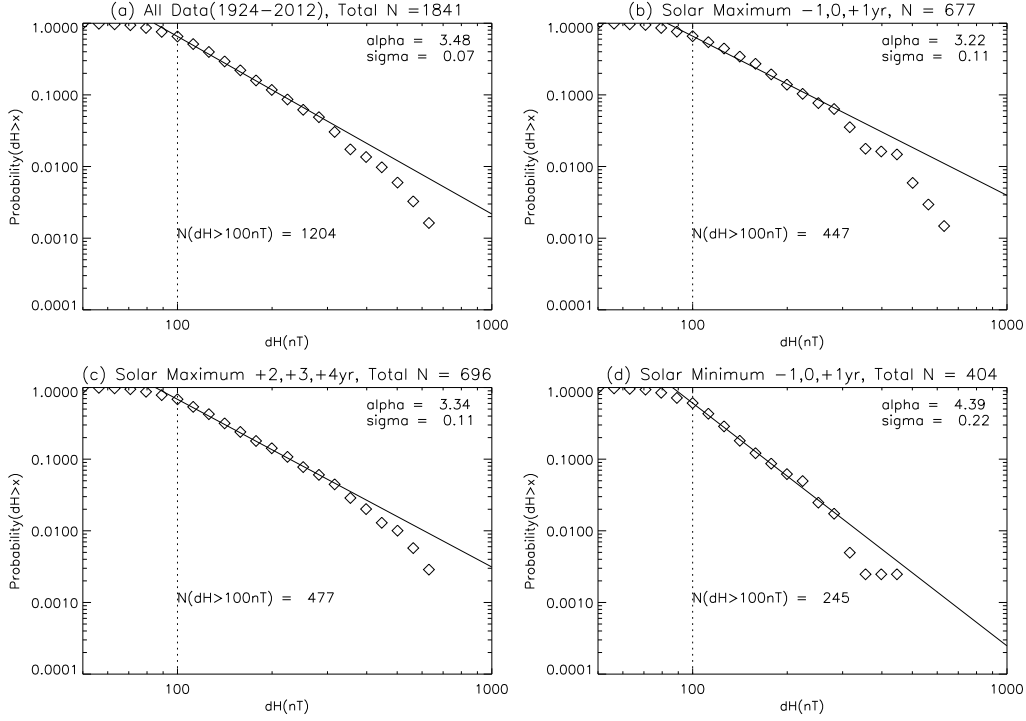 (a) All Data(1924−2012), Total N =1841
1.0000
0.1000
0.0100
0.0010
0.0001
Probability(dH>x)
alpha = 3.48
sigma = 0.07
N(dH>100nT) = 1204
100
1000
dH(nT)
(b) Solar Maximum −1,0,+1yr, N = 677
1.0000
0.1000
0.0100
0.0010
0.0001
Probability(dH>x)
alpha = 3.22
sigma = 0.11
N(dH>100nT) = 447
100
1000
dH(nT)
(c) Solar Maximum +2,+3,+4yr, Total N = 696
1.0000
0.1000
0.0100
0.0010
0.0001
Probability(dH>x)
alpha = 3.34
sigma = 0.11
N(dH>100nT) = 477
100
1000
dH(nT)
(d) Solar Minimum −1,0,+1yr, Total N = 404
1.0000
0.1000
0.0100
0.0010
0.0001
Probability(dH>x)
alpha = 4.39
sigma = 0.22
N(dH>100nT) = 245
100
1000
dH(nT)